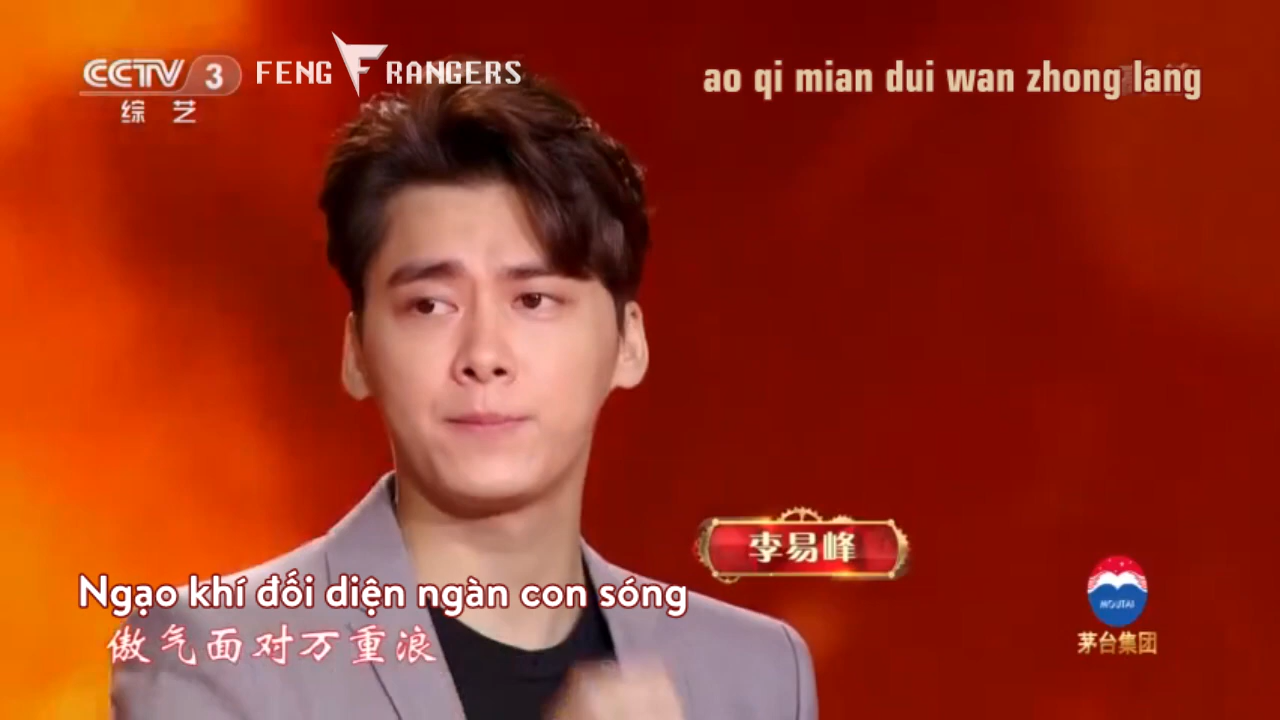 CCTV 3
综艺
FENG F RANGERS
ao qi mian dui wan zhong lang
李易峰
Ngạo khí đối diện ngàn con sóng
傲气面对万重浪
MOUTAI
茅台集团